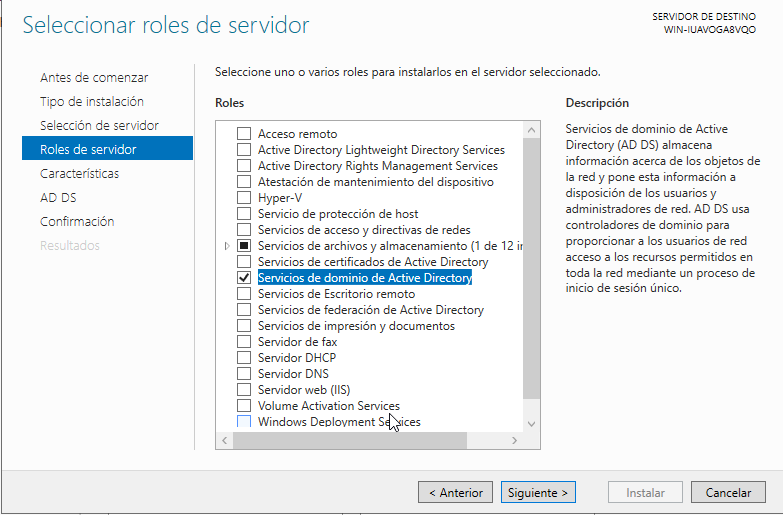 Seleccionar roles de servidor
SERVIDOR DE DESTINO
WIN-IUAVOGA8VQO
Antes de comenzar
Tipo de instalación
Selección de servidor
Roles de servidor
Características
AD DS
Confirmación
Resultados
Seleccione uno o varios roles para instalarlos en el servidor seleccionado.
Roles
Acceso remoto
Active Directory Lightweight Directory Services
Active Directory Rights Management Services
Atestación de mantenimiento del dispositivo
Hyper-V
Servicio de protección de host
Servicios de acceso y directivas de redes
Servicios de archivos y almacenamiento (1 de 12 in
Servicios de certificados de Active Directory
Servicios de dominio de Active Directory
Servicios de Escritorio remoto
Servicios de federación de Active Directory
Servicios de impresión y documentos
Servidor de fax
Servidor DHCP
Servidor DNS
Servidor web (IIS)
Volume Activation Services
Windows Deployment Services
Descripción
Servicios de dominio de Active
Directory (AD DS) almacena
información acerca de los objetos de
la red y pone esta información a
disposición de los usuarios y
administradores de red. AD DS usa
controladores de dominio para
proporcionar a los usuarios de red
acceso a los recursos permitidos en
toda la red mediante un proceso de
inicio de sesión único.
< Anterior
Siguiente >
Instalar
Cancelar